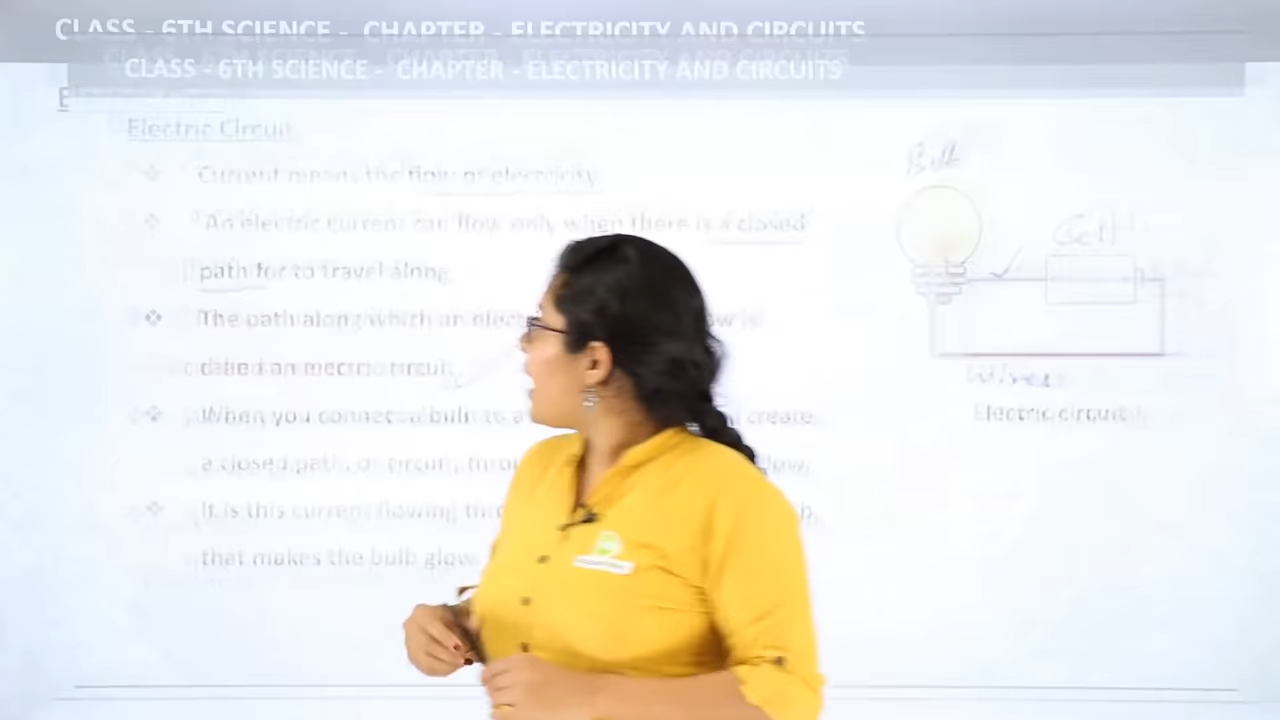 CLASS - 6TH SCIENCE - CHAPTER - ELECTRICITY AND CIRCUITS
CLASS - 6TH SCIENCE - CHAPTER - ELECTRICITY AND CIRCUITS
Electric Circuit
Current means the flow of electricity
An electric current can flow only when there is a closed
path for to travel along
The path along which an
called an electric circuit
When you connect a bulb to a create
a closed path, or circuit,
It is this current flowing
that makes the bulb glow.
Bulb
Cell
Wires
Electric circuit